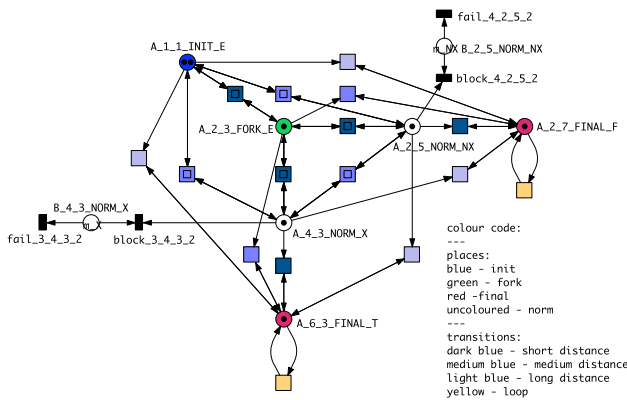 fail_4_2_5_2
A_1_1_INIT_E
m_NX B_2_5_NORM_NX
block_4_2_5_2
A_2_3_FORK_E
A_2_5_NORM_NX
A_2_7_FINAL_F
B_4_3_NORM_X
m_X
fail_3_4_3_2
block_3_4_3_2
A_4_3_NORM_X
A_6_3_FINAL_T
colour code:
---
places:
blue - init
green - fork
red -final
uncoloured - norm
---
transitions:
dark blue - short distance
medium blue - medium distance
light blue - long distance
yellow - loop